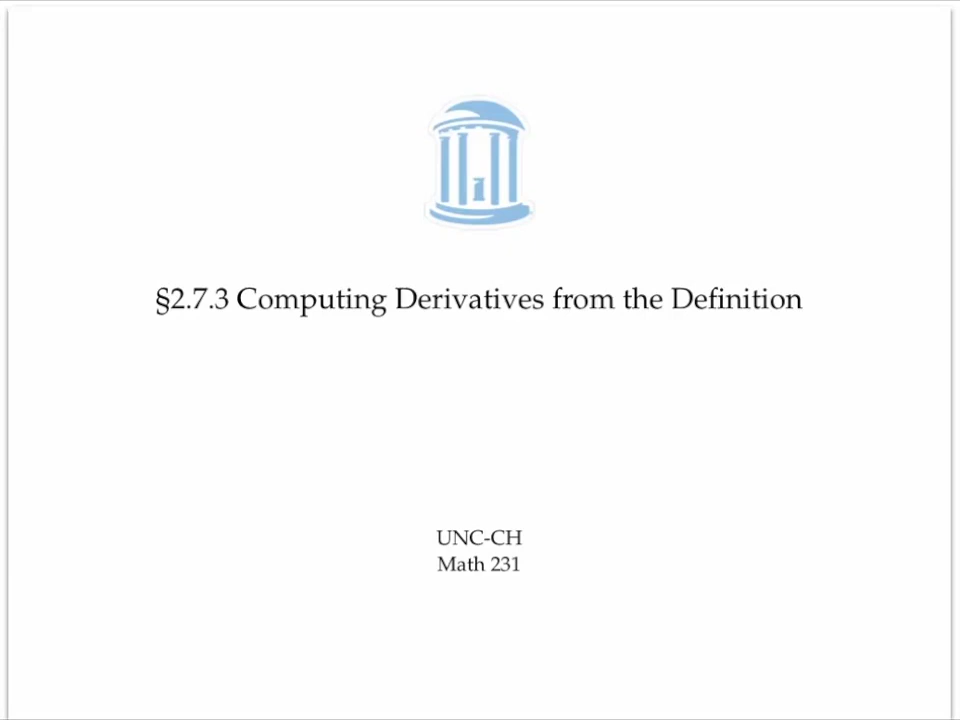 §2.7.3 Computing Derivatives from the Definition
UNC-CH
Math 231